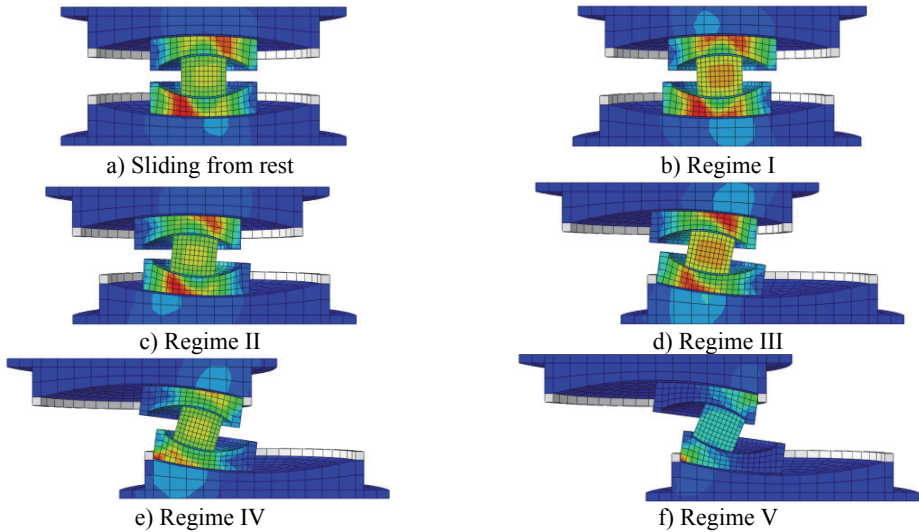 a) Sliding from rest
b) Regime I
c) Regime II
d) Regime III
e) Regime IV
f) Regime V